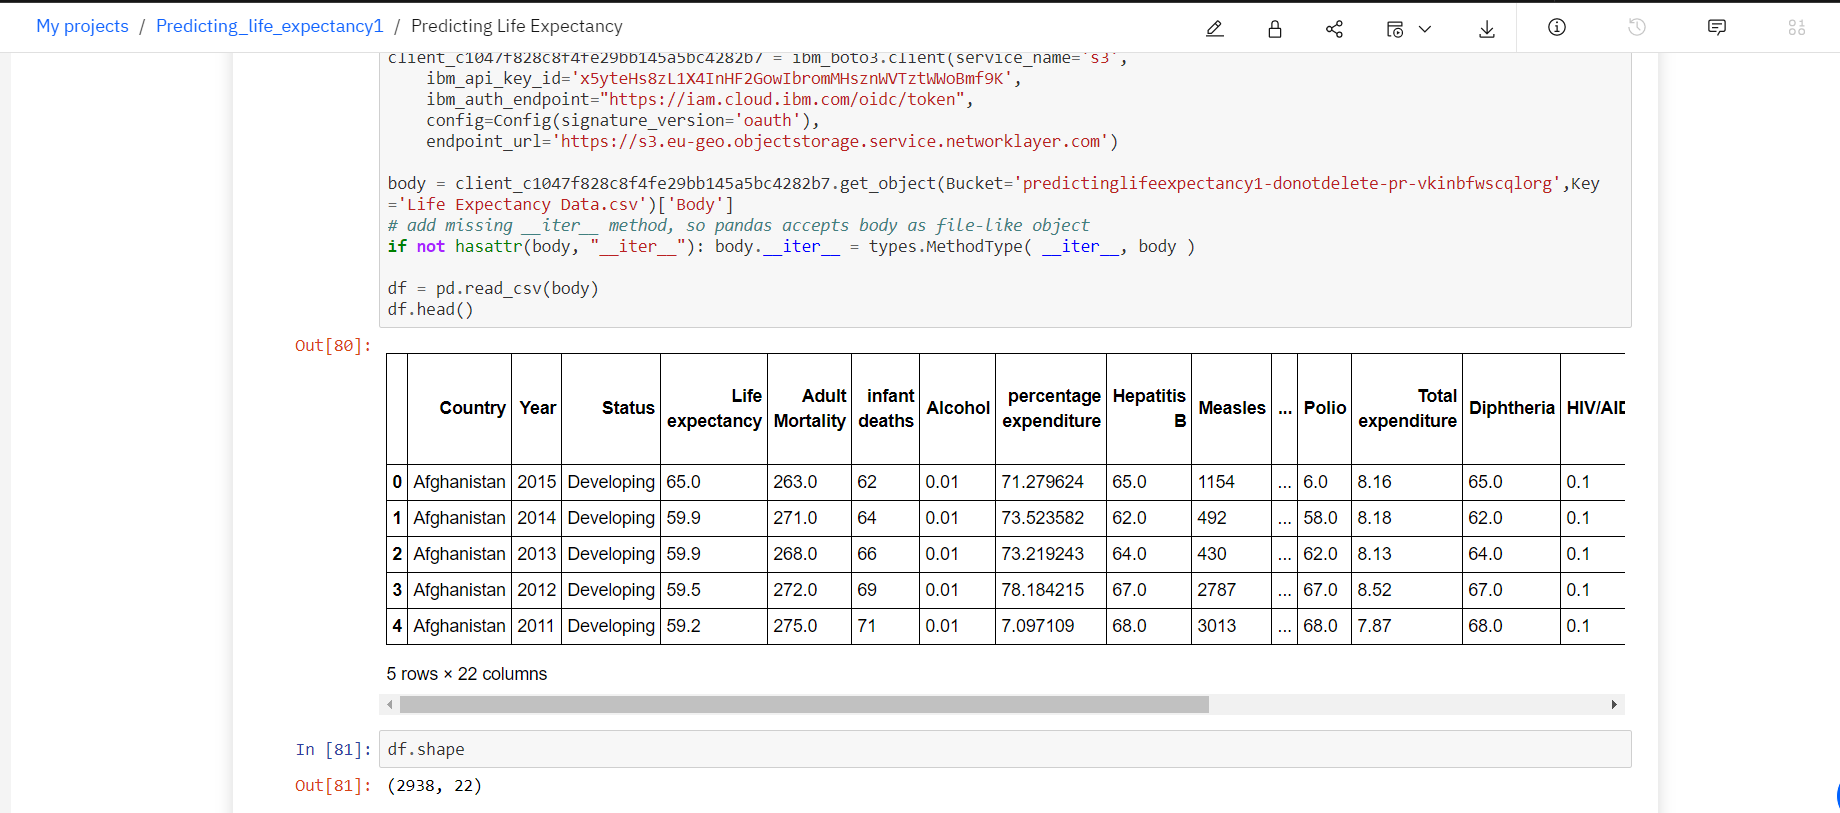 My projects / Predicting_life_expectancy1 / Predicting Life Expectancy
client_c1047f828c8f4fe29bb145a5bc4282b7 = ibm_boto3.client(service_name='s3',
    ibm_api_key_id='x5yteHs8zL1X4InHF2GowIbromMHsznWVTztWWoBmf9K',
    ibm_auth_endpoint="https://iam.cloud.ibm.com/oidc/token",
    config=Config(signature_version='oauth'),
    endpoint_url='https://s3.eu-geo.objectstorage.service.networklayer.com')
body = client_c1047f828c8f4fe29bb145a5bc4282b7.get_object(Bucket='predictinglifeexpectancy1-donotdelete-pr-vkinbfwscqlorg',Key
='Life Expectancy Data.csv')['Body']
# add missing __iter__ method, so pandas accepts body as file-like object
if not hasattr(body, "__iter__"): body.__iter__ = types.MethodType( __iter__, body )
df = pd.read_csv(body)
df.head()
Out[80]:
Country Year Status Life expectancy Adult Mortality infant deaths Alcohol percentage expenditure Hepatitis B Measles ... Polio Total expenditure Diphtheria HIV/AID
0 Afghanistan 2015 Developing 65.0 263.0 62 0.01 71.279624 65.0 1154 ... 6.0 8.16 65.0 0.1
1 Afghanistan 2014 Developing 59.9 271.0 64 0.01 73.523582 62.0 492 ... 58.0 8.18 62.0 0.1
2 Afghanistan 2013 Developing 59.9 268.0 66 0.01 73.219243 64.0 430 ... 62.0 8.13 64.0 0.1
3 Afghanistan 2012 Developing 59.5 272.0 69 0.01 78.184215 67.0 2787 ... 67.0 8.52 67.0 0.1
4 Afghanistan 2011 Developing 59.2 275.0 71 0.01 7.097109 68.0 3013 ... 68.0 7.87 68.0 0.1
5 rows × 22 columns
In [81]: df.shape
Out[81]: (2938, 22)